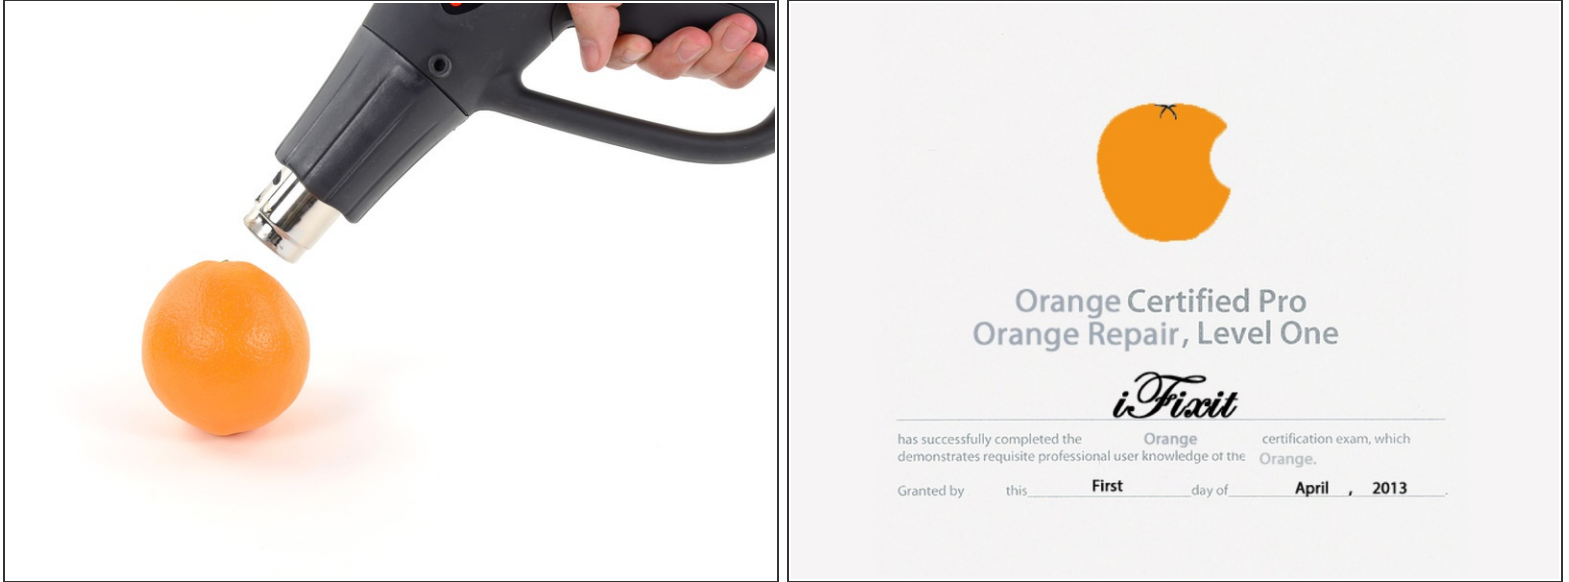 Orange Certified Pro
Orange Repair, Level One
iFixit
has successfully completed the Orange certification exam, which
demonstrates requisite professional user knowledge of the Orange.
Granted by this First day of April , 2013.